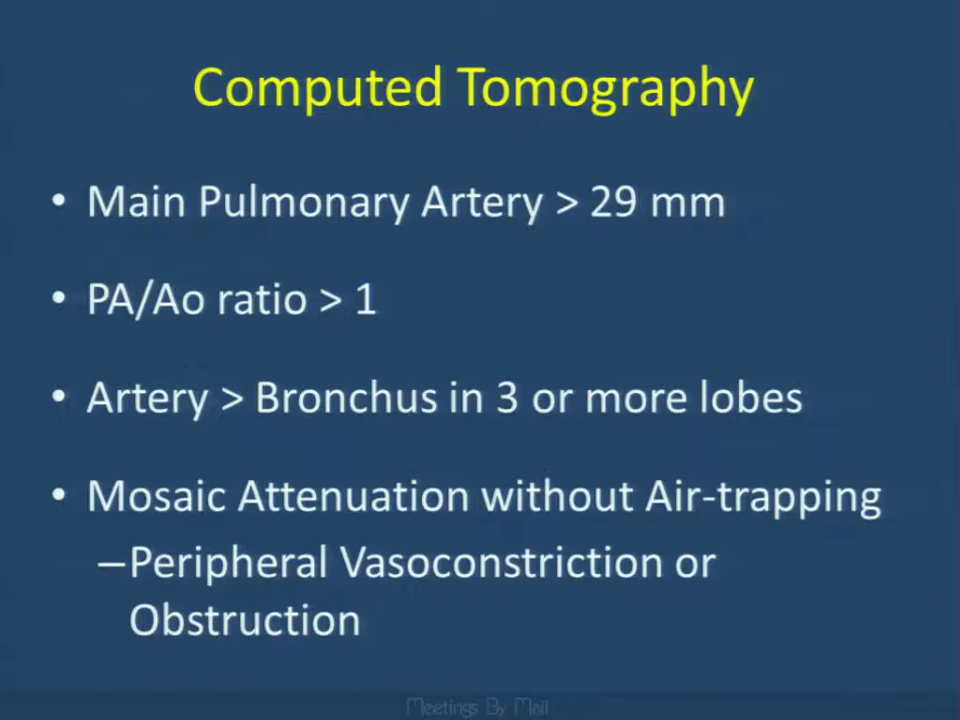 Computed Tomography
• Main Pulmonary Artery > 29 mm
• PA/Ao ratio > 1
• Artery > Bronchus in 3 or more lobes
• Mosaic Attenuation without Air-trapping
–Peripheral Vasoconstriction or
Obstruction
Meetings By Mail